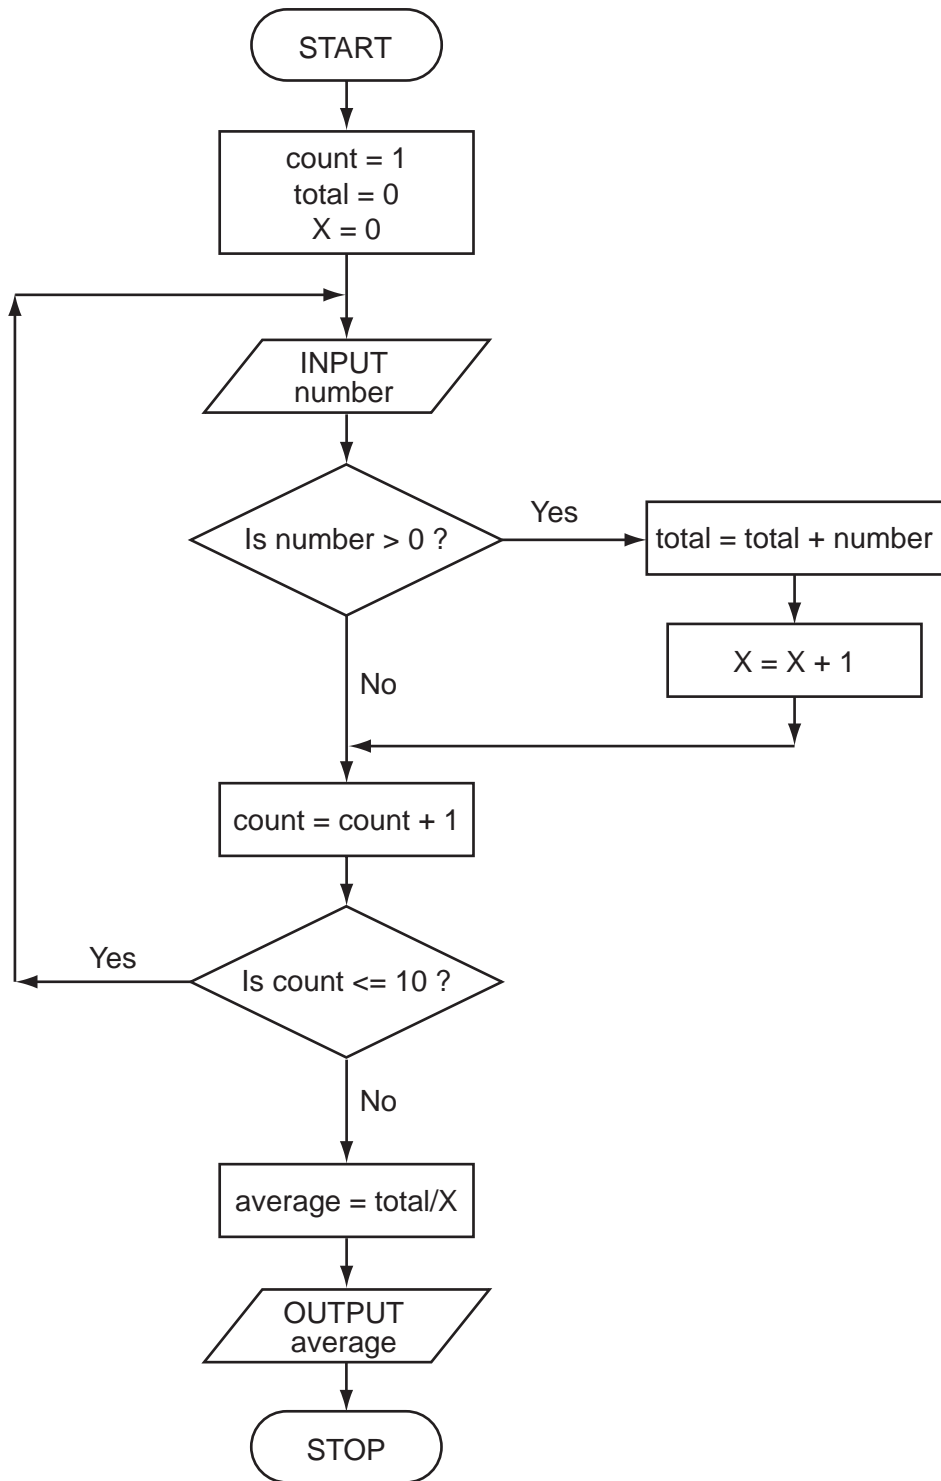 START
count = 1
total = 0
X = 0
INPUT
number
Is number > 0 ?
Yes
total = total + number
X = X + 1
No
count = count + 1
Is count <= 10 ?
Yes
No
average = total/X
OUTPUT
average
STOP